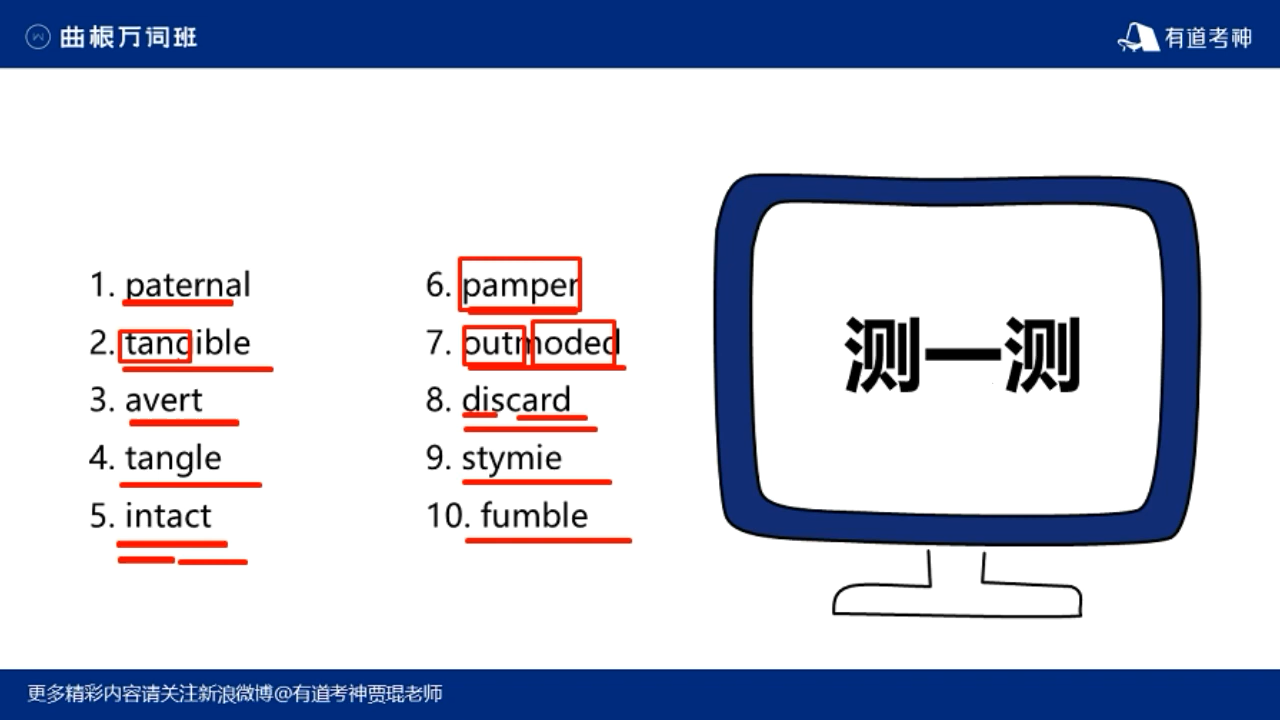 曲根万词班
有道考神
1. paternal
2. tangible
3. avert
4. tangle
5. intact
6. pamper
7. outmoded
8. discard
9. stymie
10. fumble
测一测
更多精彩内容请关注新浪微博@有道考神贾琨老师